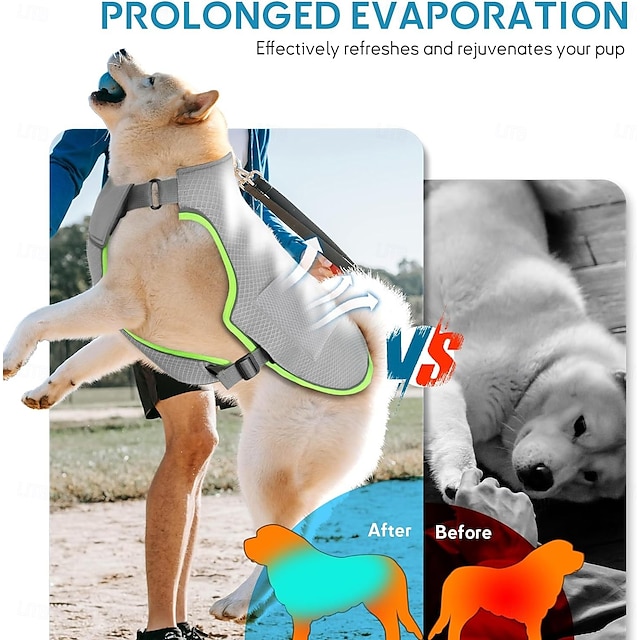 PROLONGED EVAPORATION
Effectively refreshes and rejuvenates your pup
VS
After
Before